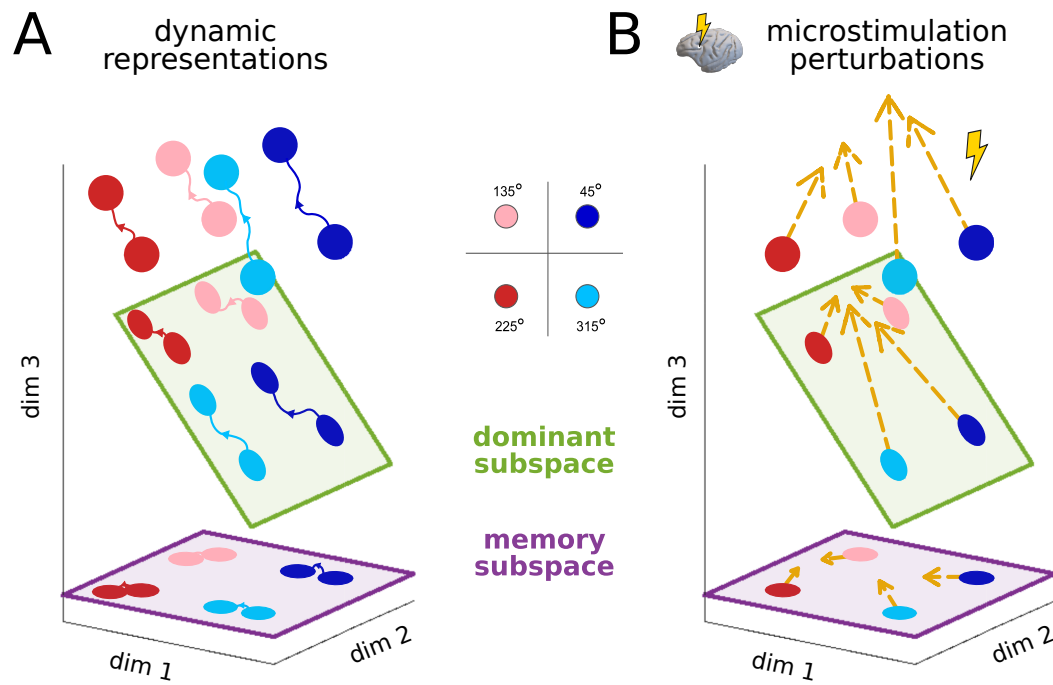 A
dynamic
representations
B
microstimulation
perturbations
135°
45°
225°
315°
dim 3
dim 3
dominant
subspace
memory
subspace
dim 1
dim 2
dim 1
dim 2